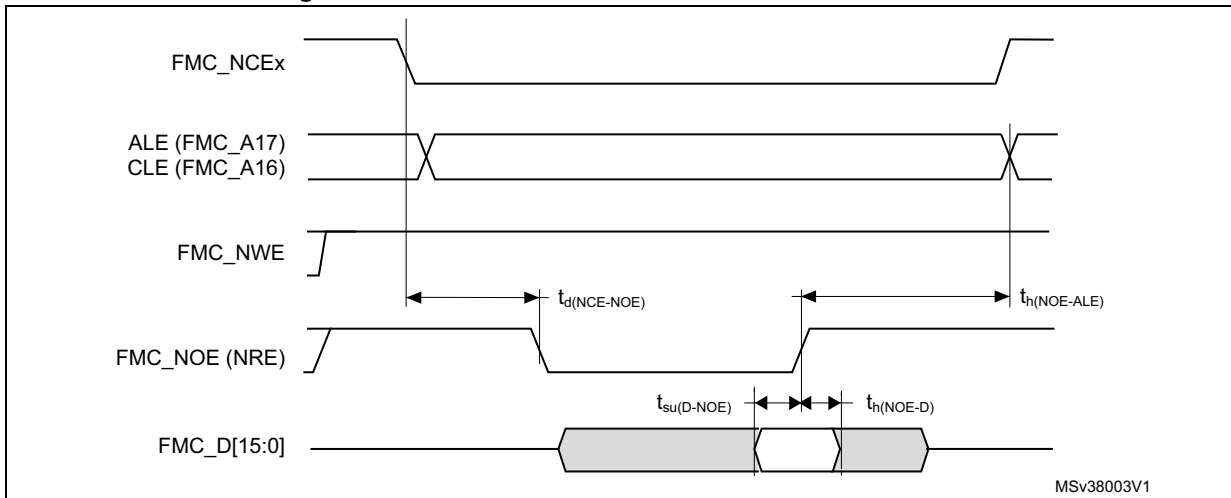 FMC_NCEx
ALE (FMC_A17)
CLE (FMC_A16)
FMC_NWE
td(NCE-NOE)
th(NOE-ALE)
FMC_NOE (NRE)
tsu(D-NOE)
th(NOE-D)
FMC_D[15:0]
MSv38003V1